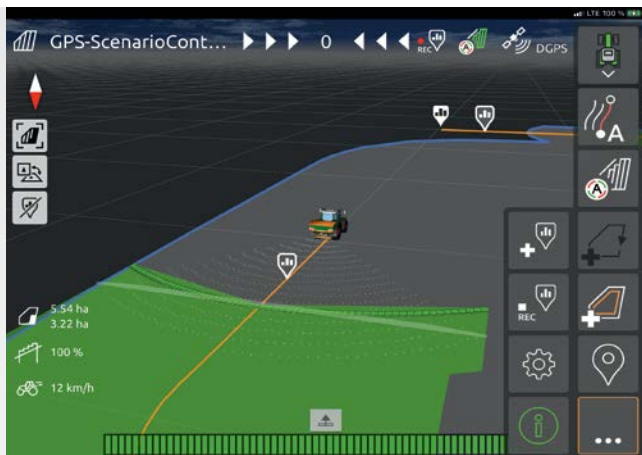 LTE 100 %
GPS-ScenarioCont... 0 REC DGPS
A
A
5.54 ha
3.22 ha
REC
100 %
12 km/h